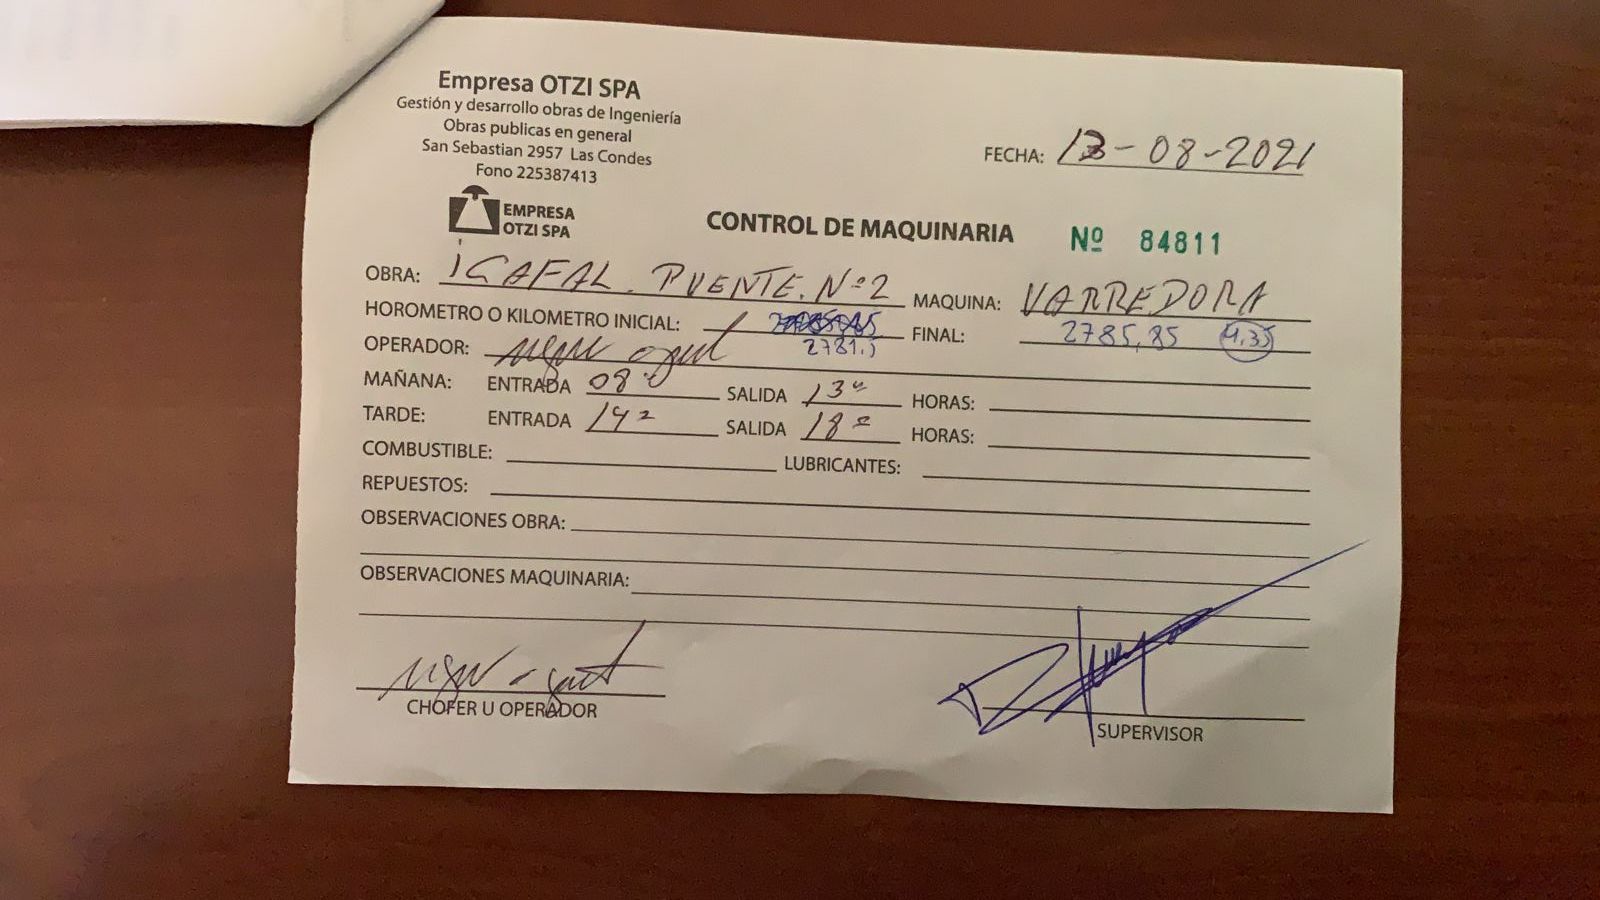 Empresa OTZI SPA
Gestión y desarrollo obras de Ingeniería
Obras publicas en general
San Sebastian 2957 Las Condes
Fono 225387413
EMPRESA
OTZI SPA
FECHA: 13-08-2021
CONTROL DE MAQUINARIA Nº 84811
OBRA: IGAFAL. PUENTE. Nº2 MAQUINA: VARREDORA
HOROMETRO O KILOMETRO INICIAL: 2781.5 FINAL: 2785,85 4,35
OPERADOR:
MAÑANA: ENTRADA 08 SALIDA 13 HORAS:
TARDE: ENTRADA 14 SALIDA 18 HORAS:
COMBUSTIBLE: LUBRICANTES:
REPUESTOS:
OBSERVACIONES OBRA:
OBSERVACIONES MAQUINARIA:
CHOFER U OPERADOR
SUPERVISOR